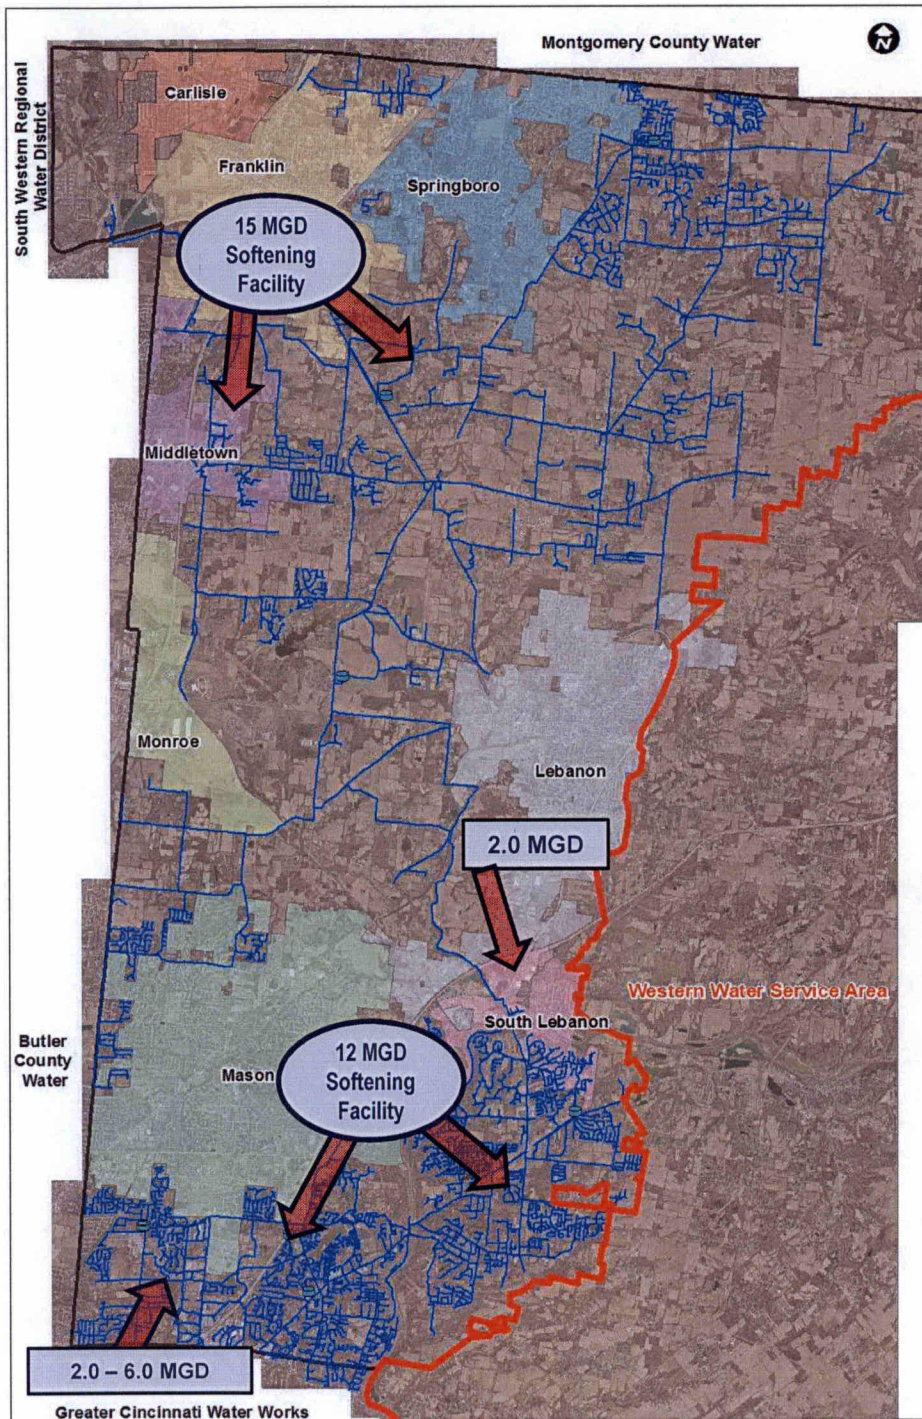 Montgomery County Water
N
South Western Regional
Water District
Carlisle
Franklin
Springboro
15 MGD
Softening
Facility
Middletown
Monroe
Lebanon
2.0 MGD
Western Water Service Area
South Lebanon
Butler
County
Water
Mason
12 MGD
Softening
Facility
2.0 – 6.0 MGD
Greater Cincinnati Water Works